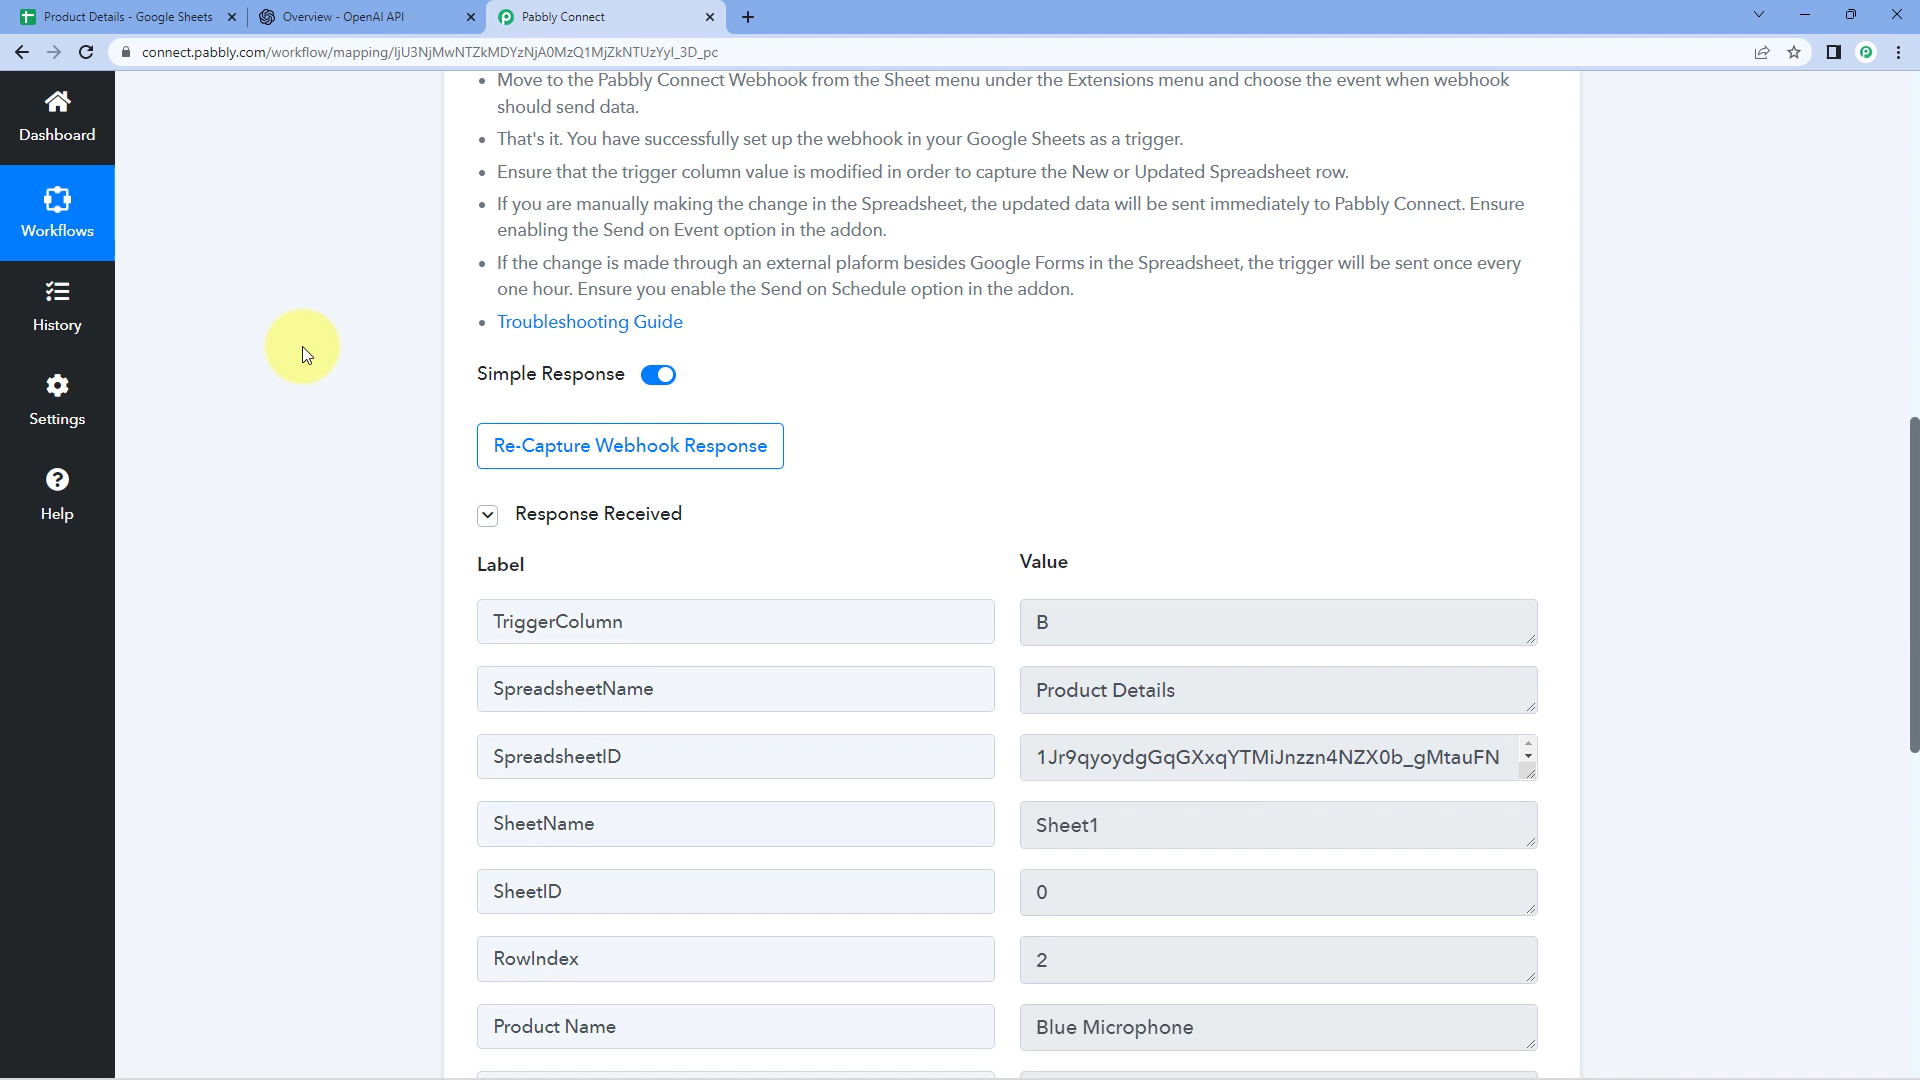 Product Details - Google Sheets
Overview - OpenAI API
Pabbly Connect
connect.pabbly.com/workflow/mapping/IjU3NjMwNTZkMDYzNjA0MzQ1MjZkNTUzYyI_3D_pc
Move to the Pabbly Connect Webhook from the Sheet menu under the Extensions menu and choose the event when webhook
should send data.
That's it. You have successfully set up the webhook in your Google Sheets as a trigger.
Ensure that the trigger column value is modified in order to capture the New or Updated Spreadsheet row.
If you are manually making the change in the Spreadsheet, the updated data will be sent immediately to Pabbly Connect. Ensure
enabling the Send on Event option in the addon.
If the change is made through an external plaform besides Google Forms in the Spreadsheet, the trigger will be sent once every
one hour. Ensure you enable the Send on Schedule option in the addon.
Troubleshooting Guide
Dashboard
Workflows
History
Settings
Help
Simple Response
Re-Capture Webhook Response
Response Received
Label Value
TriggerColumn B
SpreadsheetName Product Details
SpreadsheetID 1Jr9qyoydgGqGXxqYTMiJnzzn4NZX0b_gMtauFN
SheetName Sheet1
SheetID 0
RowIndex 2
Product Name Blue Microphone